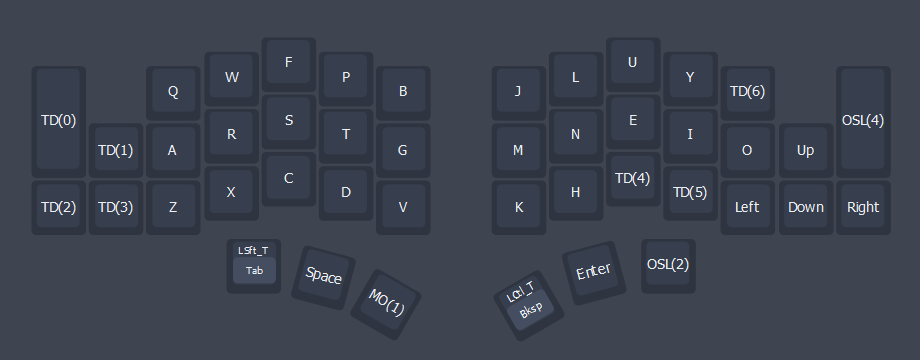 F U
W P L Y
Q B J TD(6)
TD(0) S E OSL(4)
R T N I
TD(1) A G M O Up
C TD(4)
X D H TD(5)
TD(2) TD(3) Z V K Left Down Right
LSft_T
Tab
Space
MO(1)
LCtl_T
Bksp
Enter
OSL(2)